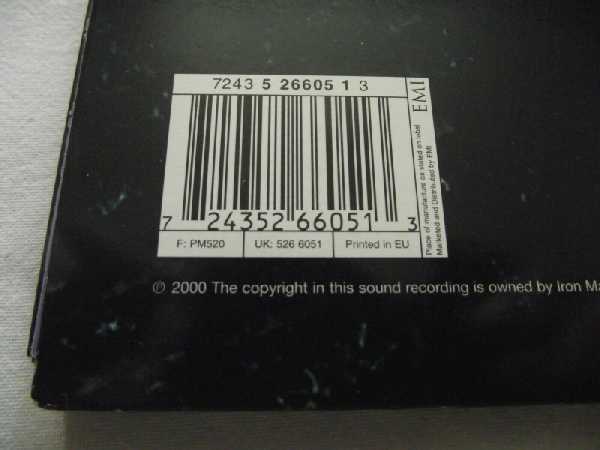 7243 5 26605 1 3
7 24352 66051 3
F: PM520
UK: 526 6051
Printed in EU
EMI
Place of manufacture as stated on label
Marketed and Distributed by EMI
℗ 2000 The copyright in this sound recording is owned by Iron Ma